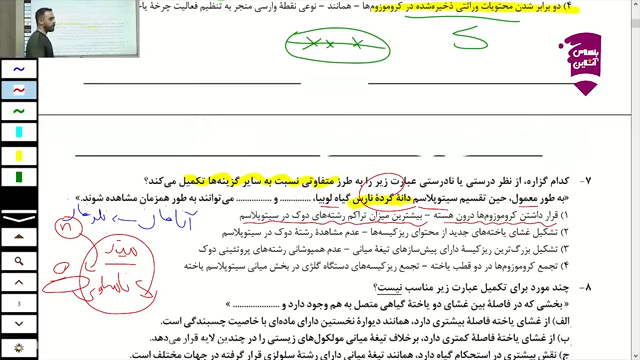 ۴) دو برابر شدن محتویات وراثتی ذخیره‌شده در کروموزوم‌ها – همانند – نوعی نقطهٔ وارسی منجر به تنظیم فعالیت چرخهٔ
S
آنلاین
۷- کدام گزاره، از نظر درستی یا نادرستی عبارت زیر را به طرز متفاوتی نسبت به سایر گزینه‌ها تکمیل می‌کند؟
«به طور معمول، حین تقسیم سیتوپلاسم دانهٔ گردهٔ نارس گیاه لوبیا، .................... و .................... می‌توانند به طور همزمان مشاهده شوند.»
۱) قرار داشتن کروموزوم‌ها درون هسته – بیشترین میزان تراکم رشته‌های دوک در سیتوپلاسم
۲) تشکیل غشای یاخته‌های جدید از محتوای ریزکیسه‌ها – عدم مشاهدهٔ رشتهٔ دوک در سیتوپلاسم
۳) تشکیل بزرگ‌ترین ریزکیسهٔ دارای پیش‌سازهای تیغهٔ میانی – عدم همپوشانی رشته‌های پروتئینی دوک
۴) تجمع کروموزوم‌ها در دو قطب یاخته – تجمع ریزکیسه‌های دستگاه گلژی در بخش میانی سیتوپلاسم یاخته
n
میتوز
۸- چند مورد برای تکمیل عبارت زیر مناسب نیست؟
«بخشی که در فاصلهٔ بین غشای دو یاختهٔ گیاهی متصل به هم وجود دارد و ....................»
الف) از غشای یاخته فاصلهٔ بیشتری دارد، همانند دیوارهٔ نخستین دارای ماده‌ای با خاصیت چسبندگی است.
ب) از غشای یاخته فاصلهٔ کمتری دارد، برخلاف تیغهٔ میانی مولکول‌های زیستی را در چندین لایه قرار می‌دهد.
ج) نقش بیشتری در استحکام گیاه دارد، همانند دارای رشتهٔ سلولزی قرار گرفته در جهات مختلف است.